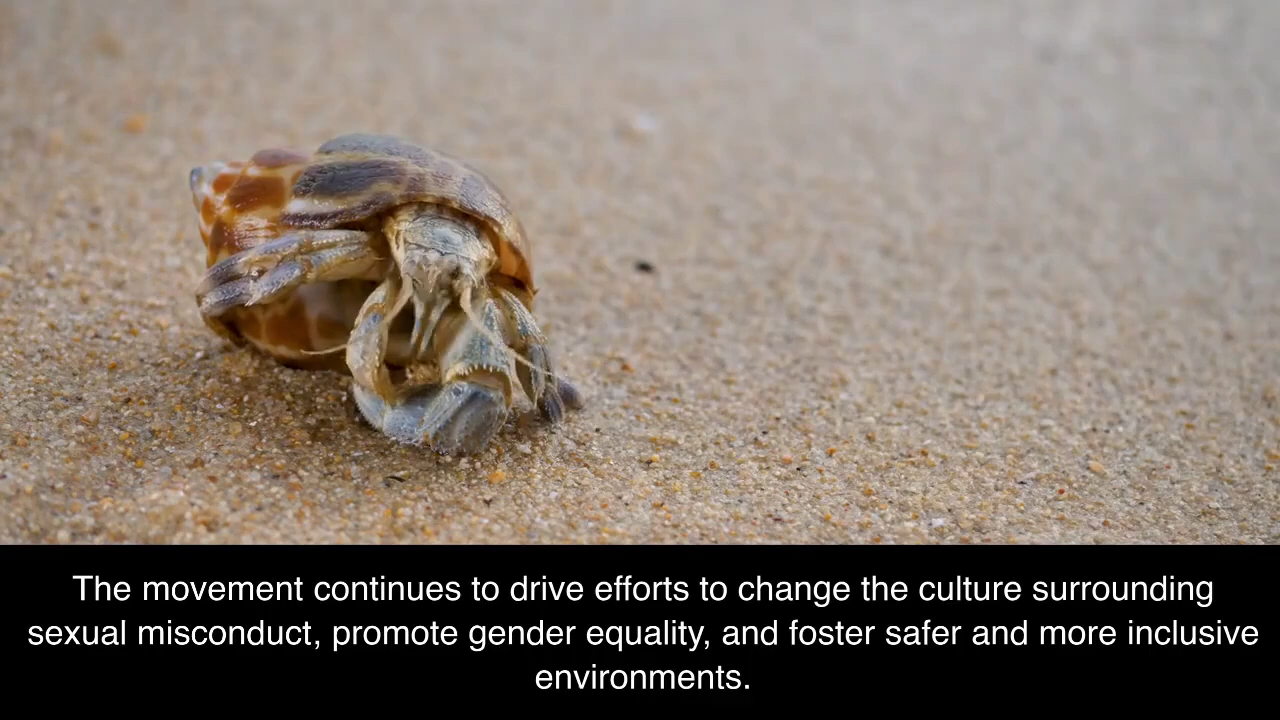 The movement continues to drive efforts to change the culture surrounding
sexual misconduct, promote gender equality, and foster safer and more inclusive
environments.